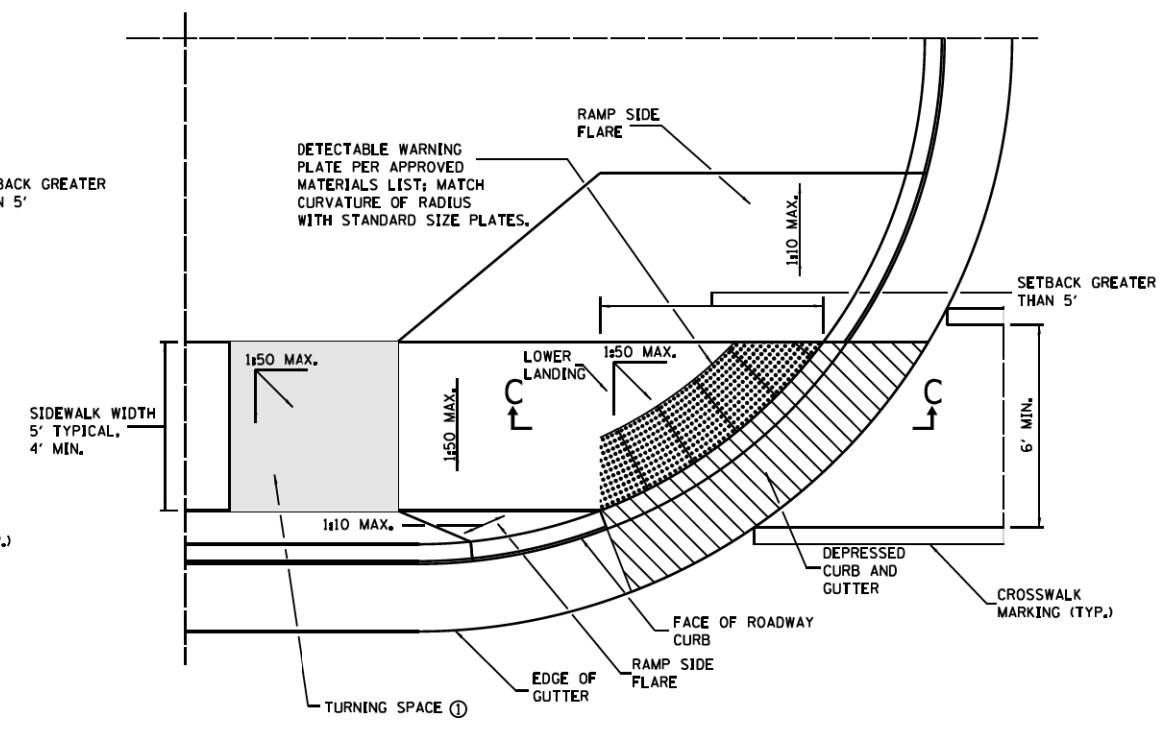 RAMP SIDE
FLARE
DETECTABLE WARNING
PLATE PER APPROVED
MATERIALS LIST; MATCH
CURVATURE OF RADIUS
WITH STANDARD SIZE PLATES.
BACK GREATER
N 5'
1:10 MAX.
SETBACK GREATER
THAN 5'
1:50 MAX.
LOWER
LANDING
1:50 MAX.
C
C
SIDEWALK WIDTH
5' TYPICAL,
4' MIN.
1:50 MAX.
6' MIN.
1:10 MAX.
.)
DEPRESSED
CURB AND
GUTTER
CROSSWALK
MARKING (TYP.)
FACE OF ROADWAY
CURB
RAMP SIDE
FLARE
EDGE OF
GUTTER
TURNING SPACE ①